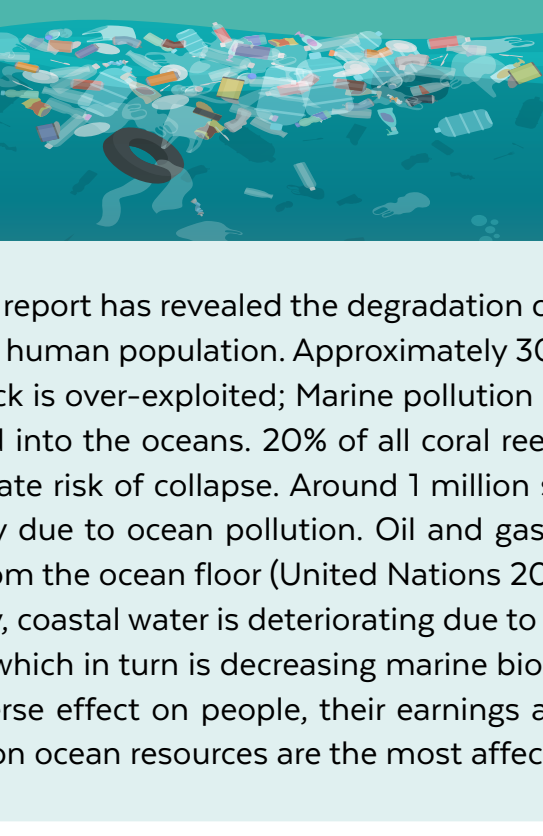 report has revealed the degradation
human population. Approximately 30
ck is over-exploited; Marine pollution
into the oceans. 20% of all coral ree
ate risk of collapse. Around 1 million
y due to ocean pollution. Oil and gas
om the ocean floor (United Nations 20
, coastal water is deteriorating due to
which in turn is decreasing marine bio
erse effect on people, their earnings a
on ocean resources are the most affec